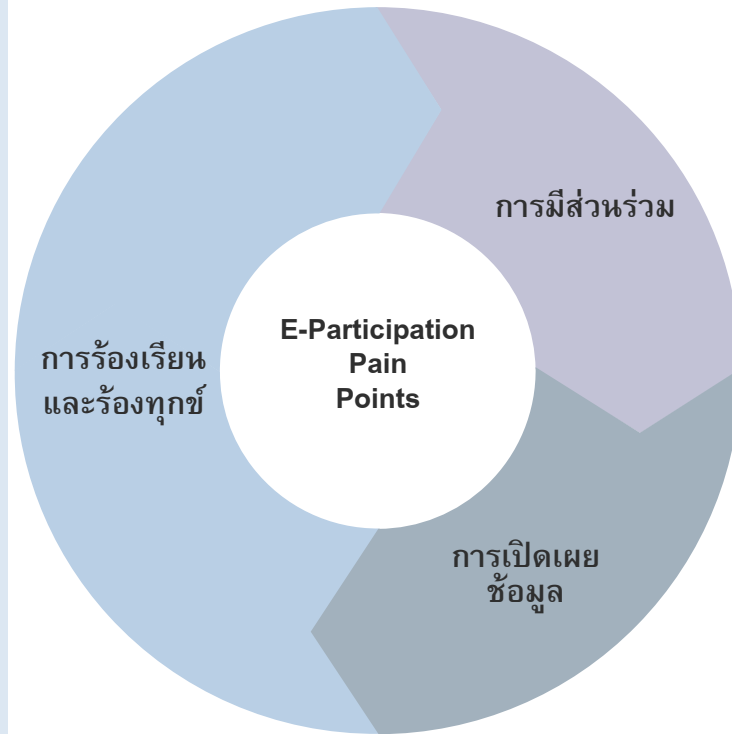 การมีส่วนร่วม
E-Participation
Pain
Points
การร้องเรียน
และร้องทุกข์
การเปิดเผย
ช้อมูล